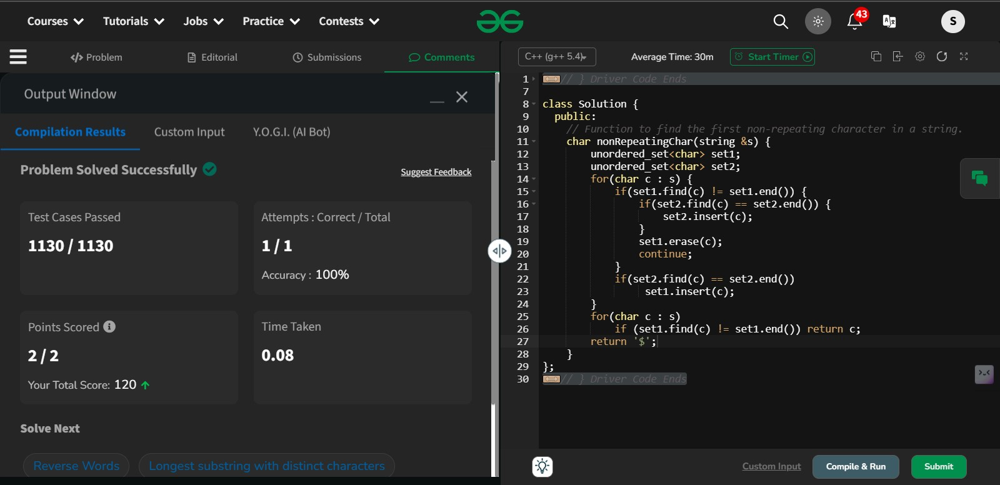 Courses Tutorials Jobs Practice Contests 43 S
Problem Editorial Submissions Comments
Output Window
Compilation Results Custom Input Y.O.G.I. (AI Bot)
Problem Solved Successfully
Suggest Feedback
Test Cases Passed
1130 / 1130
Attempts : Correct / Total
1 / 1
Accuracy : 100%
Points Scored
2 / 2
Your Total Score: 120
Time Taken
0.08
Solve Next
Reverse Words Longest substring with distinct characters
C++ (g++ 5.4) Average Time: 30m Start Timer
1 // } Driver Code Ends
7
8 class Solution {
9 public:
10 // Function to find the first non-repeating character in a string.
11 char nonRepeatingChar(string &s) {
12 unordered_set<char> set1;
13 unordered_set<char> set2;
14 for(char c : s) {
15 if(set1.find(c) != set1.end()) {
16 if(set2.find(c) == set2.end()) {
17 set2.insert(c);
18 }
19 set1.erase(c);
20 continue;
21 }
22 if(set2.find(c) == set2.end())
23 set1.insert(c);
24 }
25 for(char c : s)
26 if (set1.find(c) != set1.end()) return c;
27 return '$';
28 }
29 };
30 // } Driver Code Ends
Custom Input Compile & Run Submit